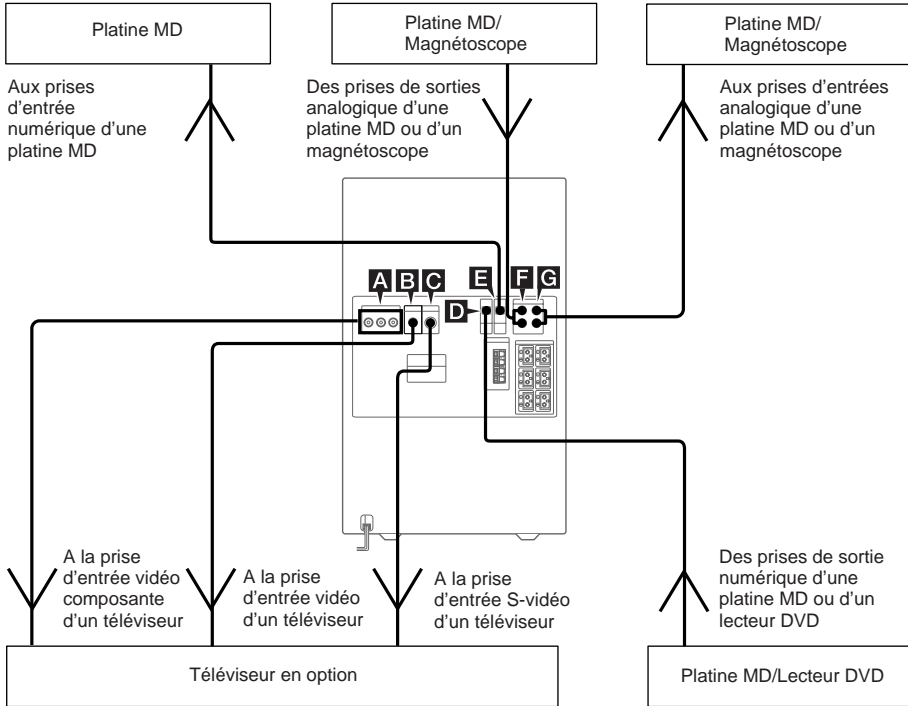 Platine MD
Platine MD/
Magnétoscope
Platine MD/
Magnétoscope
Aux prises
d'entrée
numérique d'une
platine MD
Des prises de sorties
analogique d'une
platine MD ou d'un
magnétoscope
Aux prises d'entrées
analogique d'une
platine MD ou d'un
magnétoscope
A B C
D
E
F G
A la prise
d'entrée vidéo
composante
d'un téléviseur
A la prise
d'entrée vidéo
d'un téléviseur
A la prise
d'entrée S-vidéo
d'un téléviseur
Des prises de sortie
numérique d'une
platine MD ou d'un
lecteur DVD
Téléviseur en option
Platine MD/Lecteur DVD